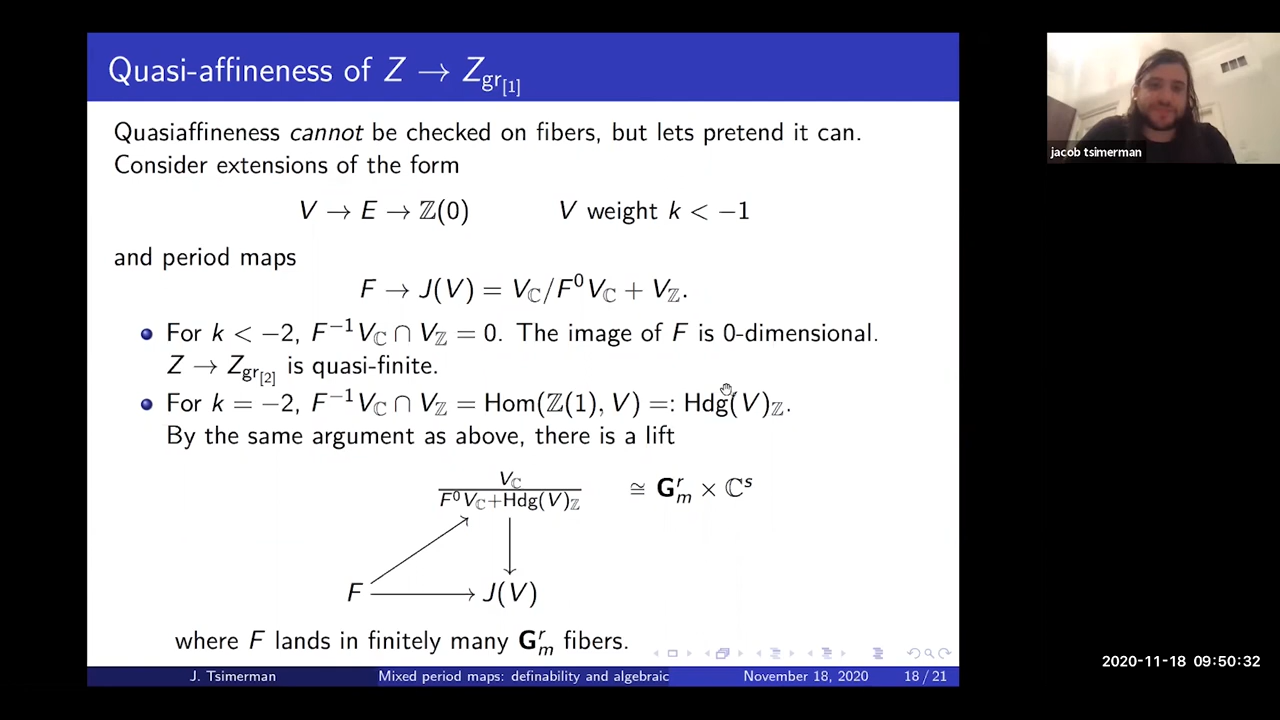 Quasi-affineness of Z → Z_{gr_{[1]}}
Quasiaffineness cannot be checked on fibers, but lets pretend it can.
Consider extensions of the form
V → E → ℤ(0) V weight k < −1
and period maps
F → J(V) = V_ℂ/F⁰V_ℂ + V_ℤ.
For k < −2, F⁻¹V_ℂ ∩ V_ℤ = 0. The image of F is 0-dimensional.
Z → Z_{gr_{[2]}} is quasi-finite.
For k = −2, F⁻¹V_ℂ ∩ V_ℤ = Hom(ℤ(1), V) =: Hdg(V)_ℤ.
By the same argument as above, there is a lift
V_ℂ
F⁰V_ℂ+Hdg(V)_ℤ ≅ G_m^r × ℂ^s
F → J(V)
where F lands in finitely many G_m^r fibers.
J. Tsimerman Mixed period maps: definability and algebraic November 18, 2020 18 / 21
jacob tsimerman
2020-11-18 09:50:32